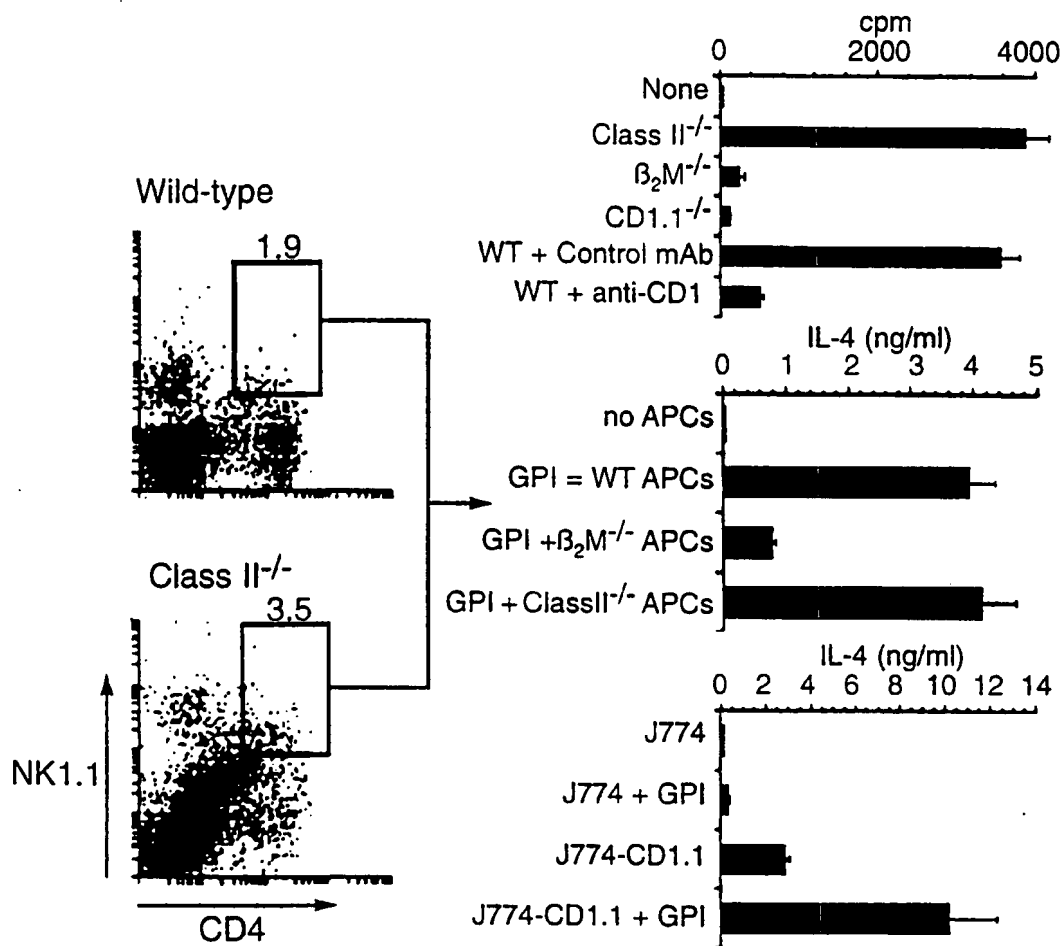 Wild-type
1.9
Class II-/-
3.5
NK1.1
CD4
cpm
0 2000 4000
None
Class II-/-
ß2M-/-
CD1.1-/-
WT + Control mAb
WT + anti-CD1
IL-4 (ng/ml)
0 1 2 3 4 5
no APCs
GPI = WT APCs
GPI +ß2M-/- APCs
GPI + ClassII-/- APCs
IL-4 (ng/ml)
0 2 4 6 8 10 12 14
J774
J774 + GPI
J774-CD1.1
J774-CD1.1 + GPI